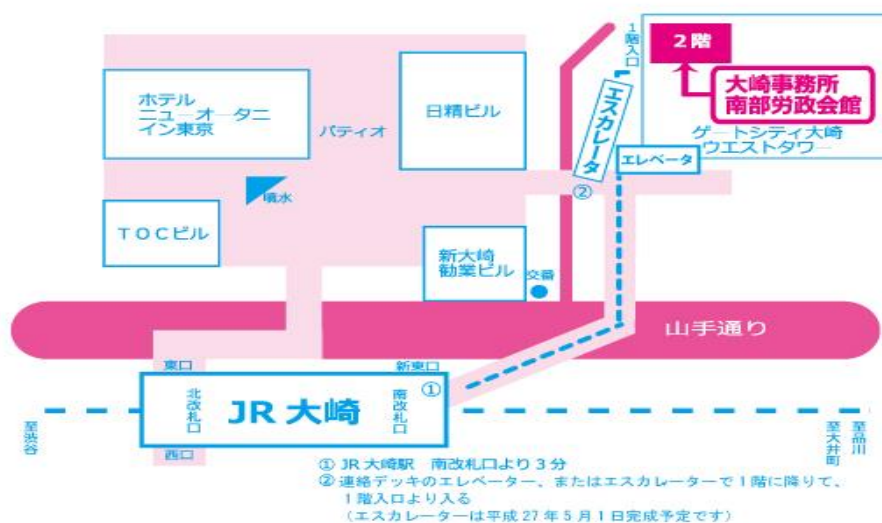 1階入口
2階
大崎事務所
南部労政会館
ゲートシティ大崎
ウエストタワー
エスカレータ
エレベータ
②
ホテル
ニューオータニ
イン東京
パティオ
日精ビル
噴水
TOCビル
新大崎
勧業ビル
交番
山手通り
東口
新東口
北改札口
JR大崎
南改札口
①
西口
至渋谷
至大井町
至品川
① JR大崎駅 南改札口より3分
② 連絡デッキのエレベーター、またはエスカレーターで1階に降りて、
1階入口より入る
（エスカレーターは平成27年5月1日完成予定です）